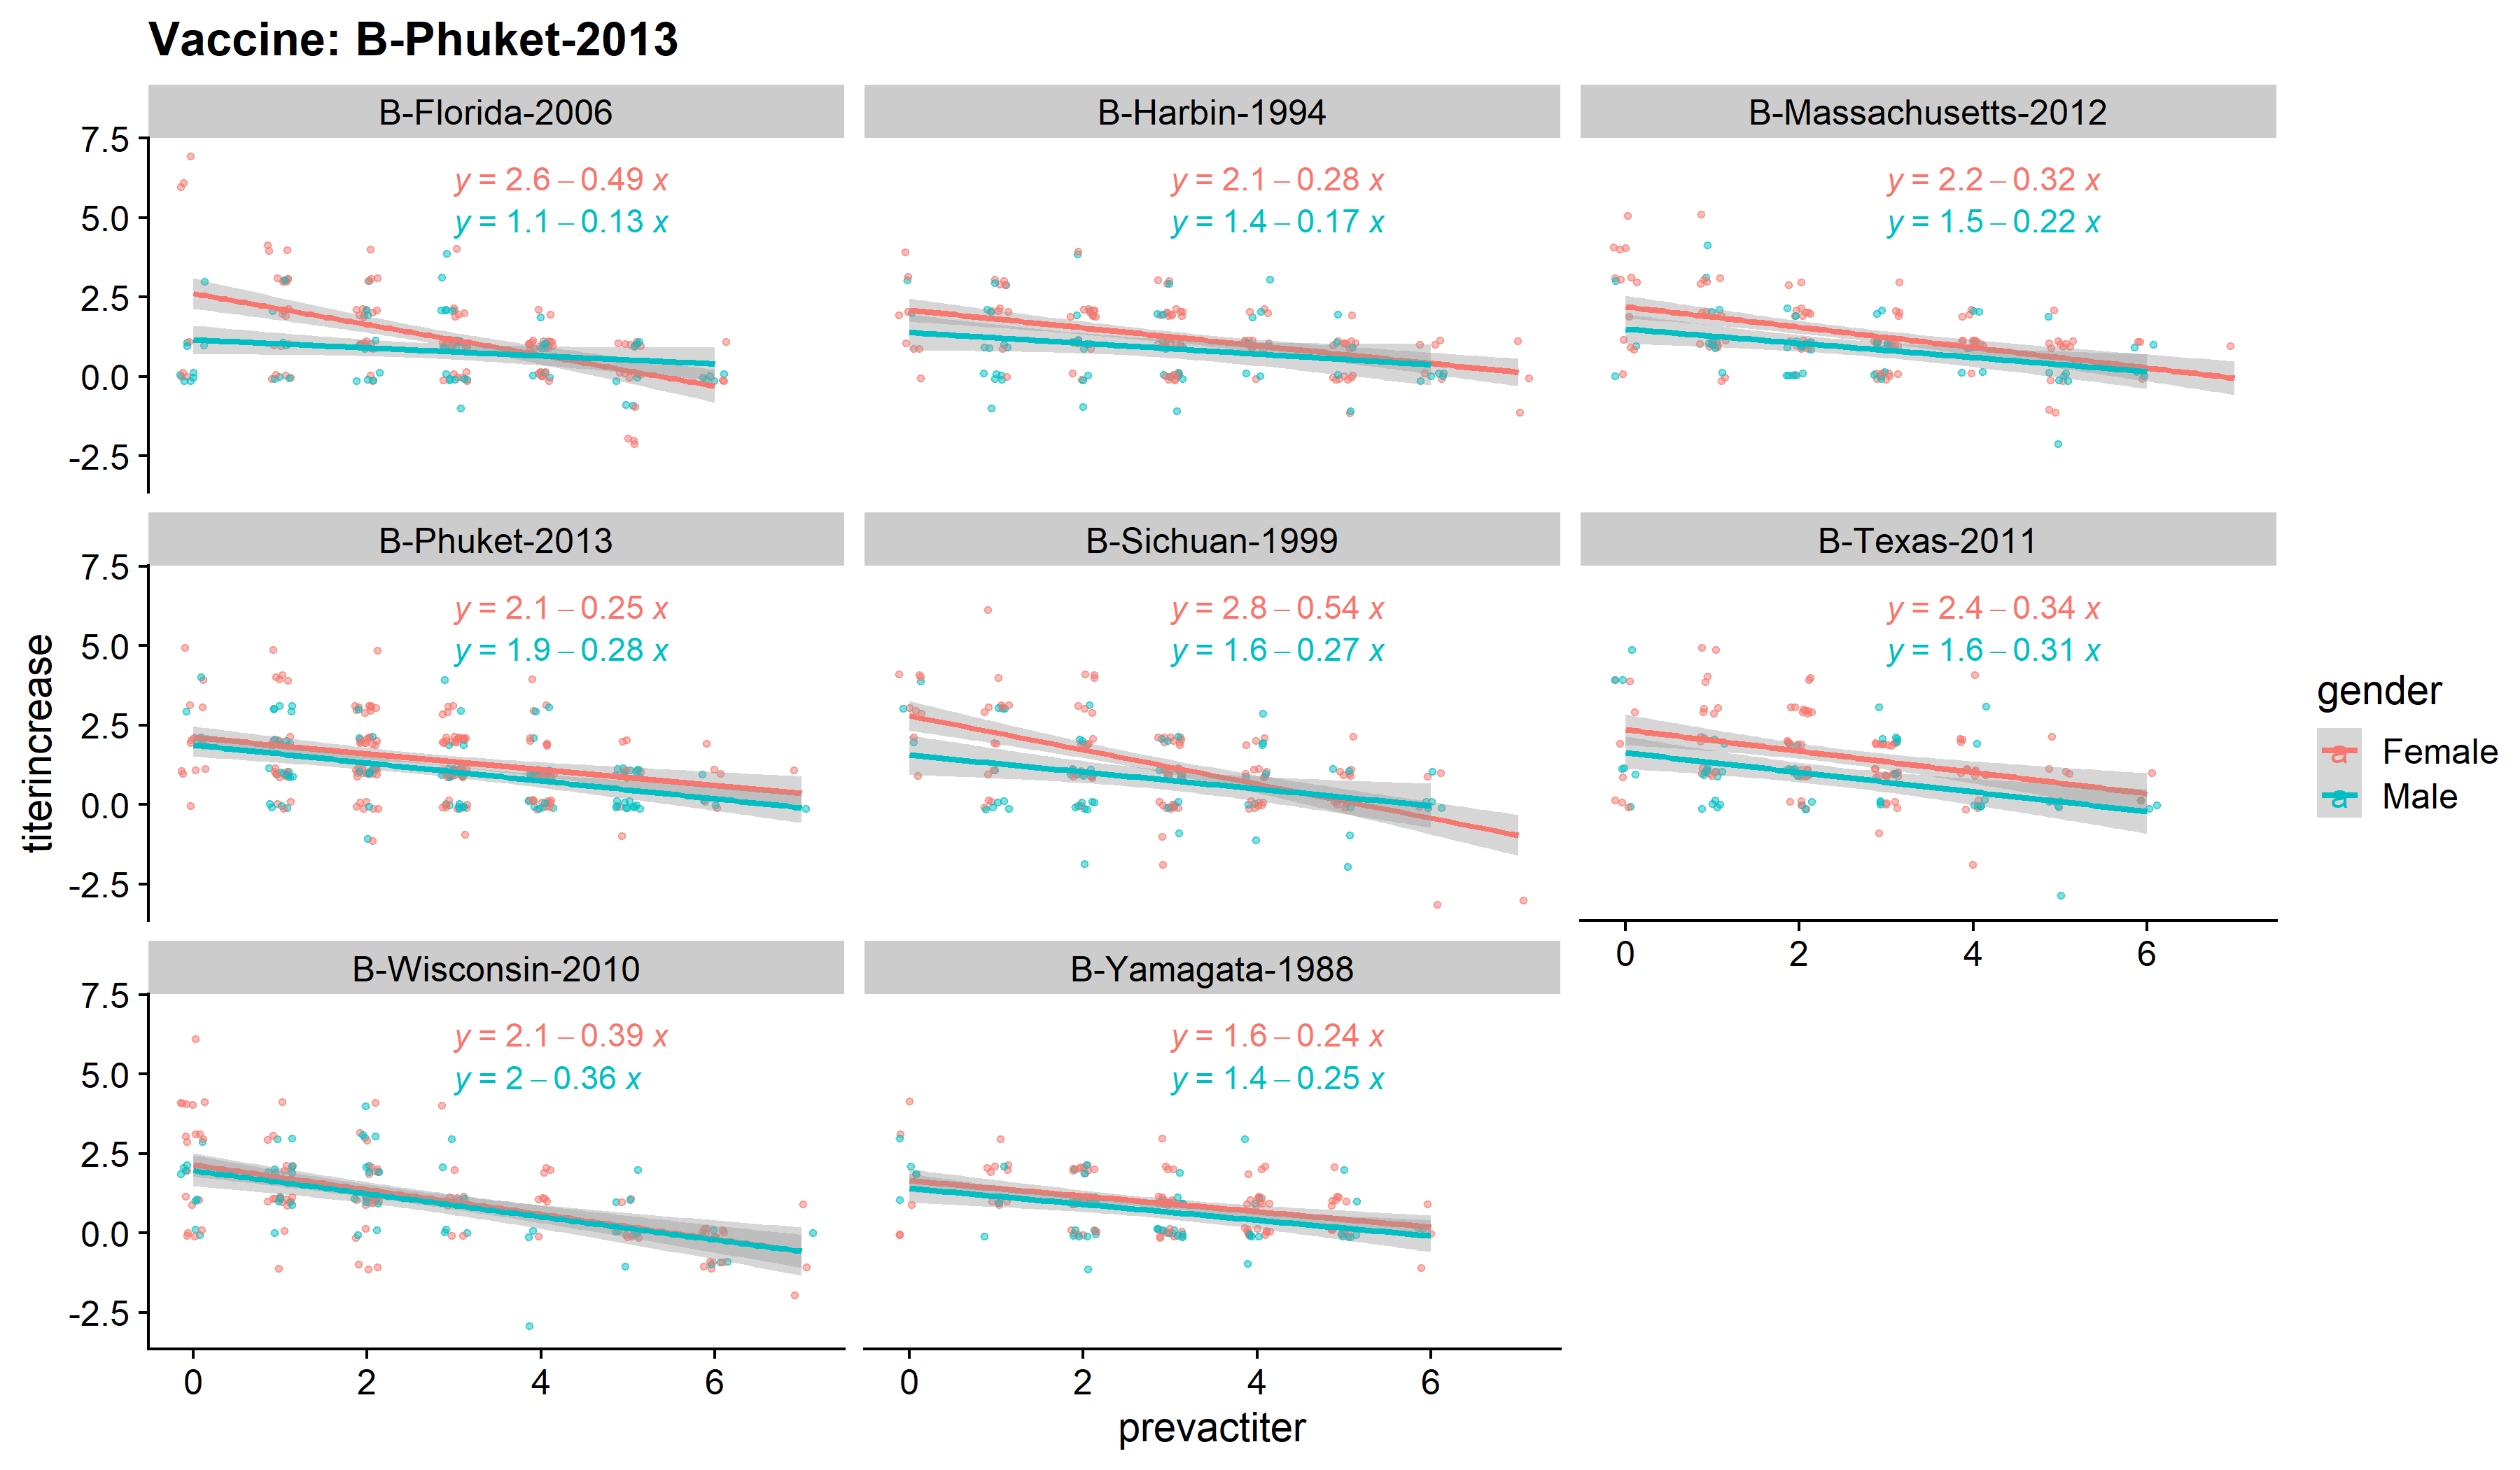 Vaccine: B-Phuket-2013
B-Florida-2006
B-Harbin-1994
B-Massachusetts-2012
7.5
5.0
2.5
0.0
-2.5
y = 2.6 – 0.49 x
y = 1.1 – 0.13 x
y = 2.1 – 0.28 x
y = 1.4 – 0.17 x
y = 2.2 – 0.32 x
y = 1.5 – 0.22 x
B-Phuket-2013
B-Sichuan-1999
B-Texas-2011
7.5
5.0
2.5
0.0
-2.5
y = 2.1 – 0.25 x
y = 1.9 – 0.28 x
y = 2.8 – 0.54 x
y = 1.6 – 0.27 x
y = 2.4 – 0.34 x
y = 1.6 – 0.31 x
0 2 4 6
titerincrease
gender
a Female
a Male
B-Wisconsin-2010
B-Yamagata-1988
7.5
5.0
2.5
0.0
-2.5
y = 2.1 – 0.39 x
y = 2 – 0.36 x
y = 1.6 – 0.24 x
y = 1.4 – 0.25 x
0 2 4 6
0 2 4 6
prevactiter